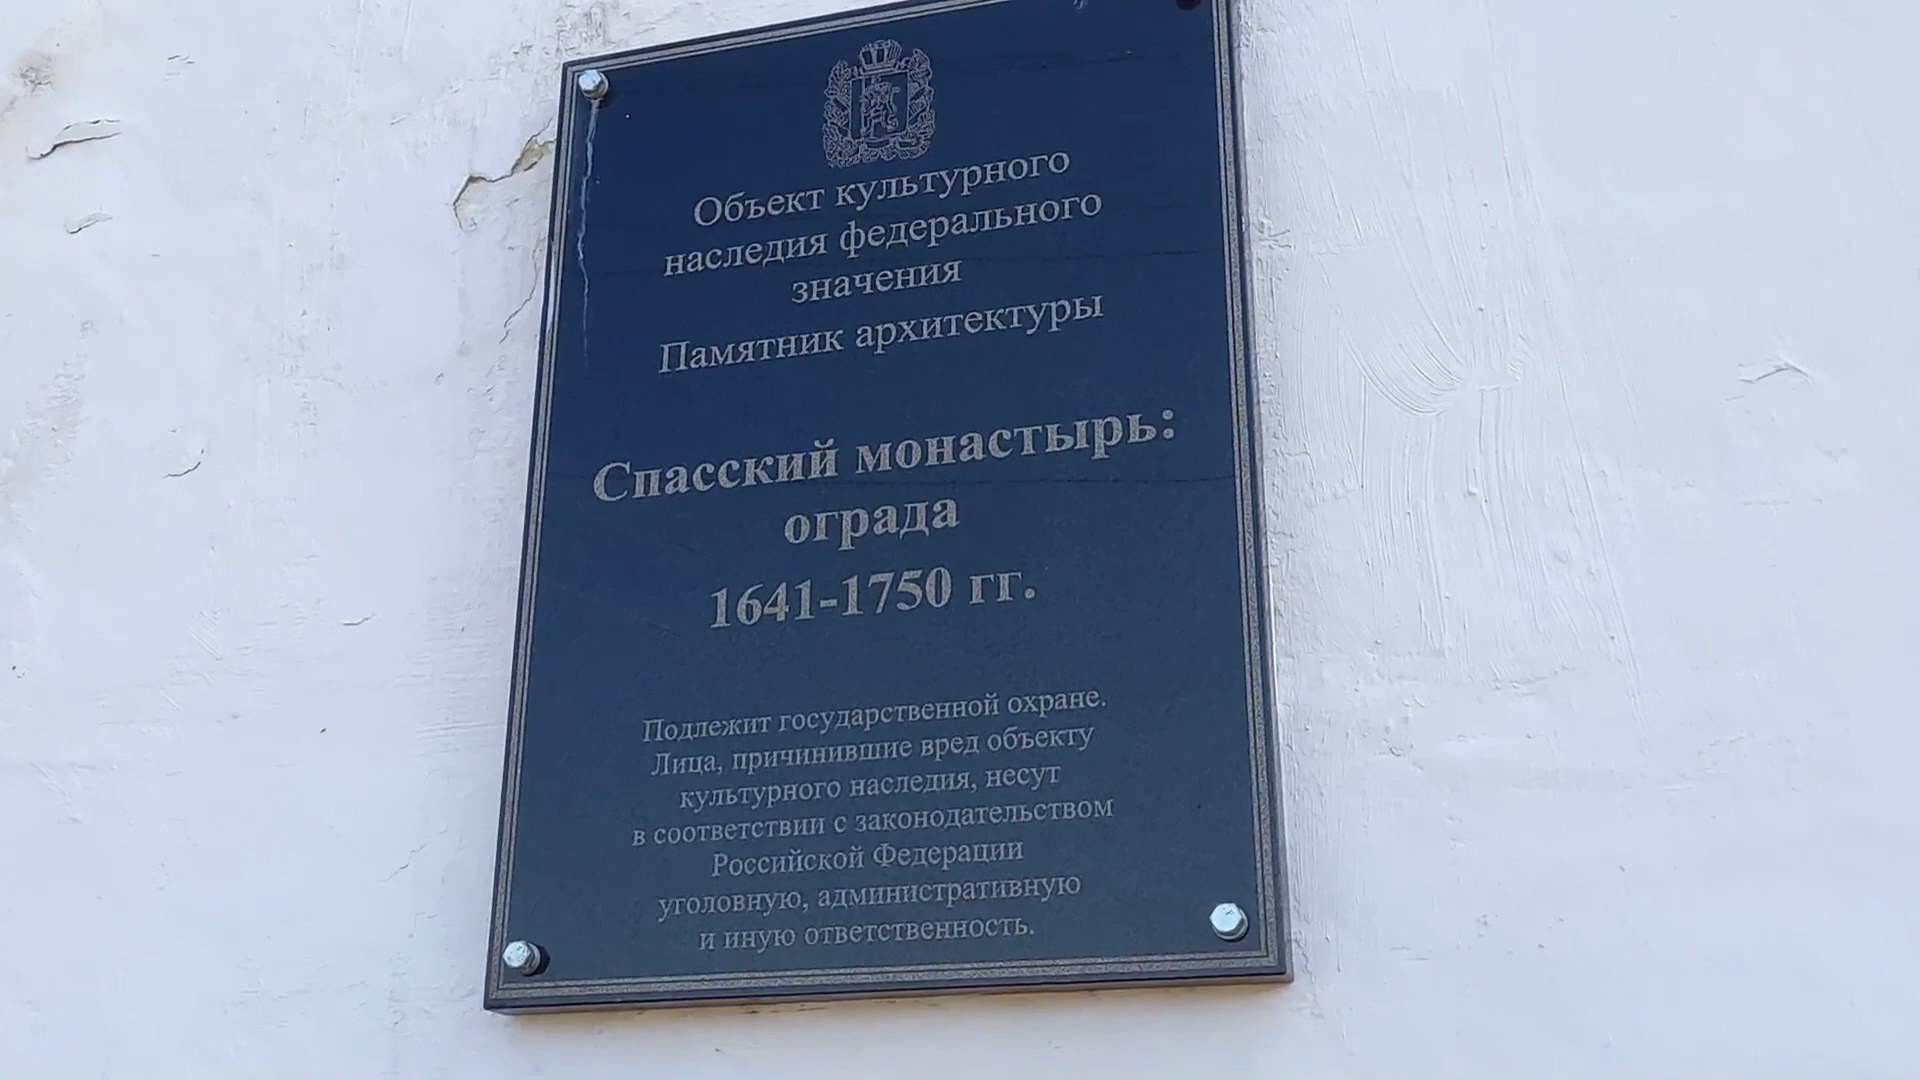 Объект культурного
наследия федерального
значения
Памятник архитектуры
Спасский монастырь:
ограда
1641-1750 гг.
Подлежит государственной охране.
Лица, причинившие вред объекту
культурного наследия, несут
в соответствии с законодательством
Российской Федерации
уголовную, административную
и иную ответственность.